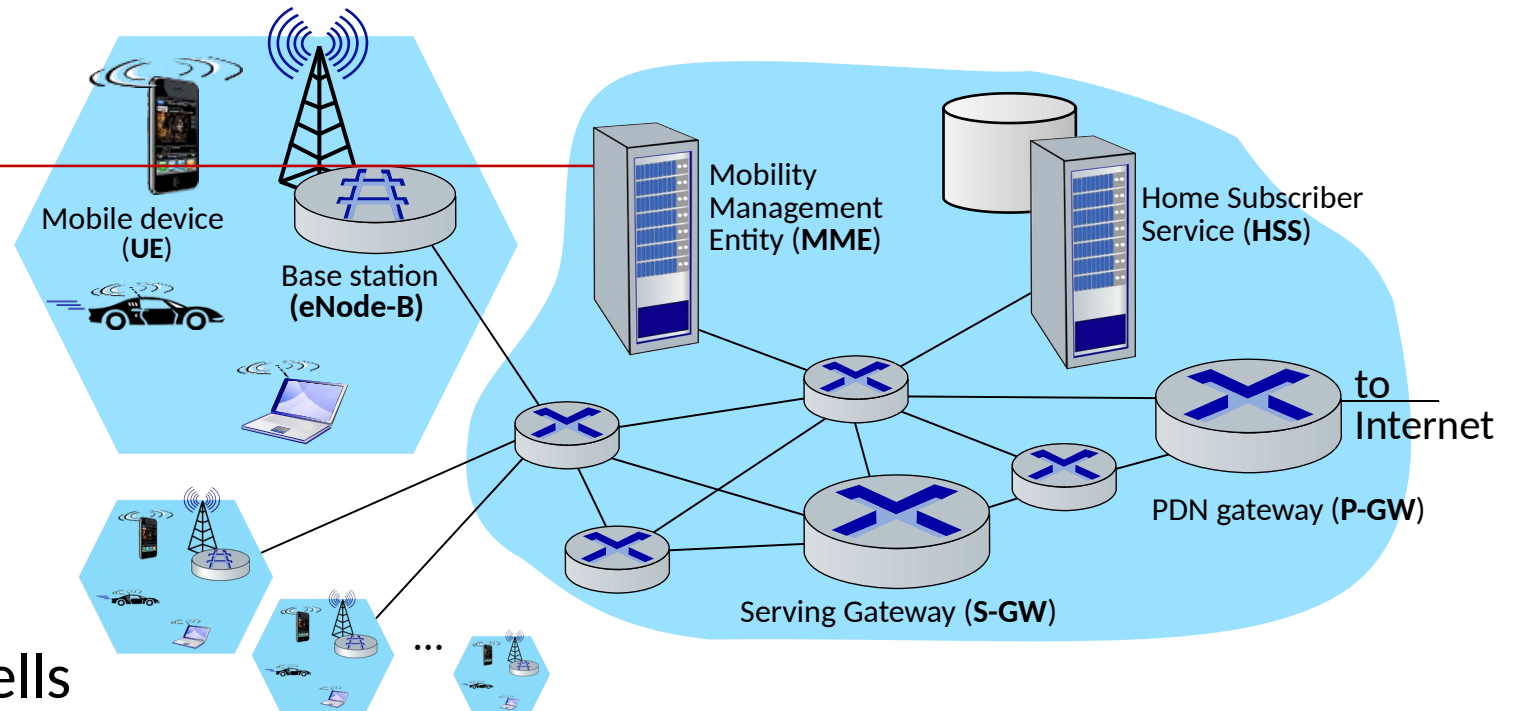 Mobile device
(UE)
Base station
(eNode-B)
Mobility
Management
Entity (MME)
Home Subscriber
Service (HSS)
to
Internet
PDN gateway (P-GW)
Serving Gateway (S-GW)
...
ells